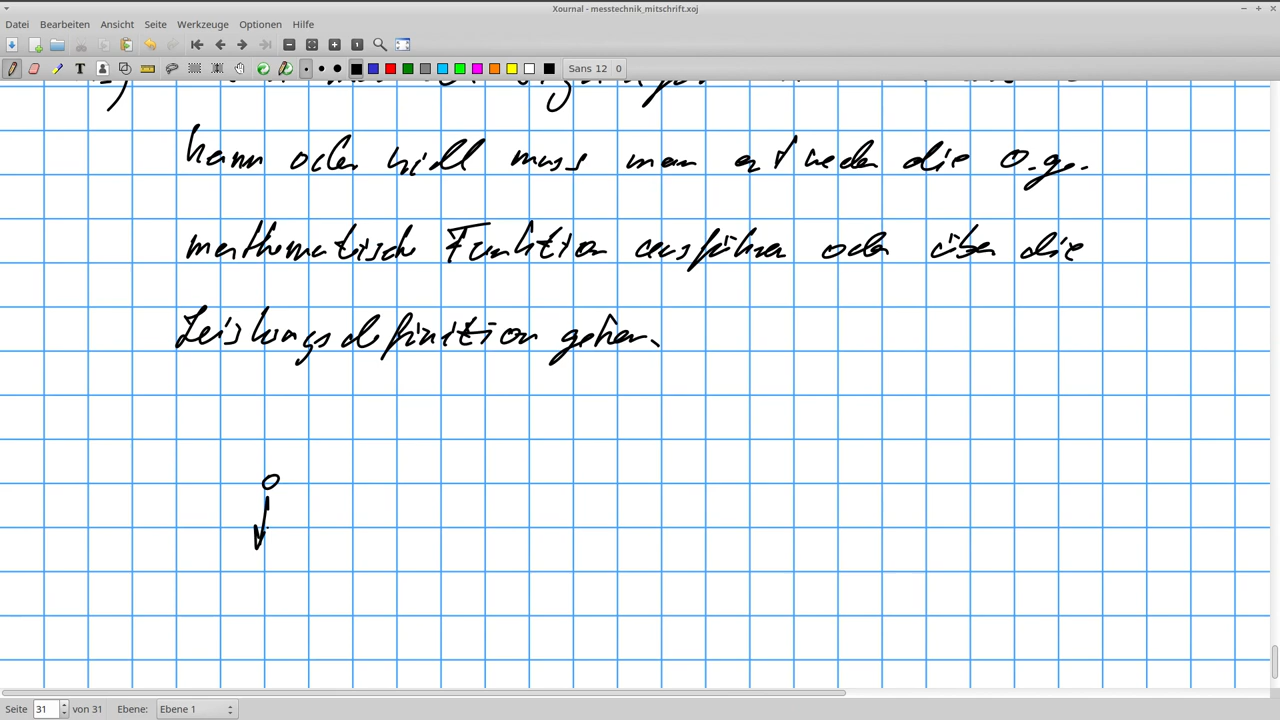 Xournal - messtechnik_mitschrift.xoj
Datei Bearbeiten Ansicht Seite Werkzeuge Optionen Hilfe
Sans 12 0
kann oder will muss man entweder die o.g.
mathematische Funktion ausführen oder über die
Leistungsdefinition gehen.
Seite 31 von 31 Ebene: Ebene 1